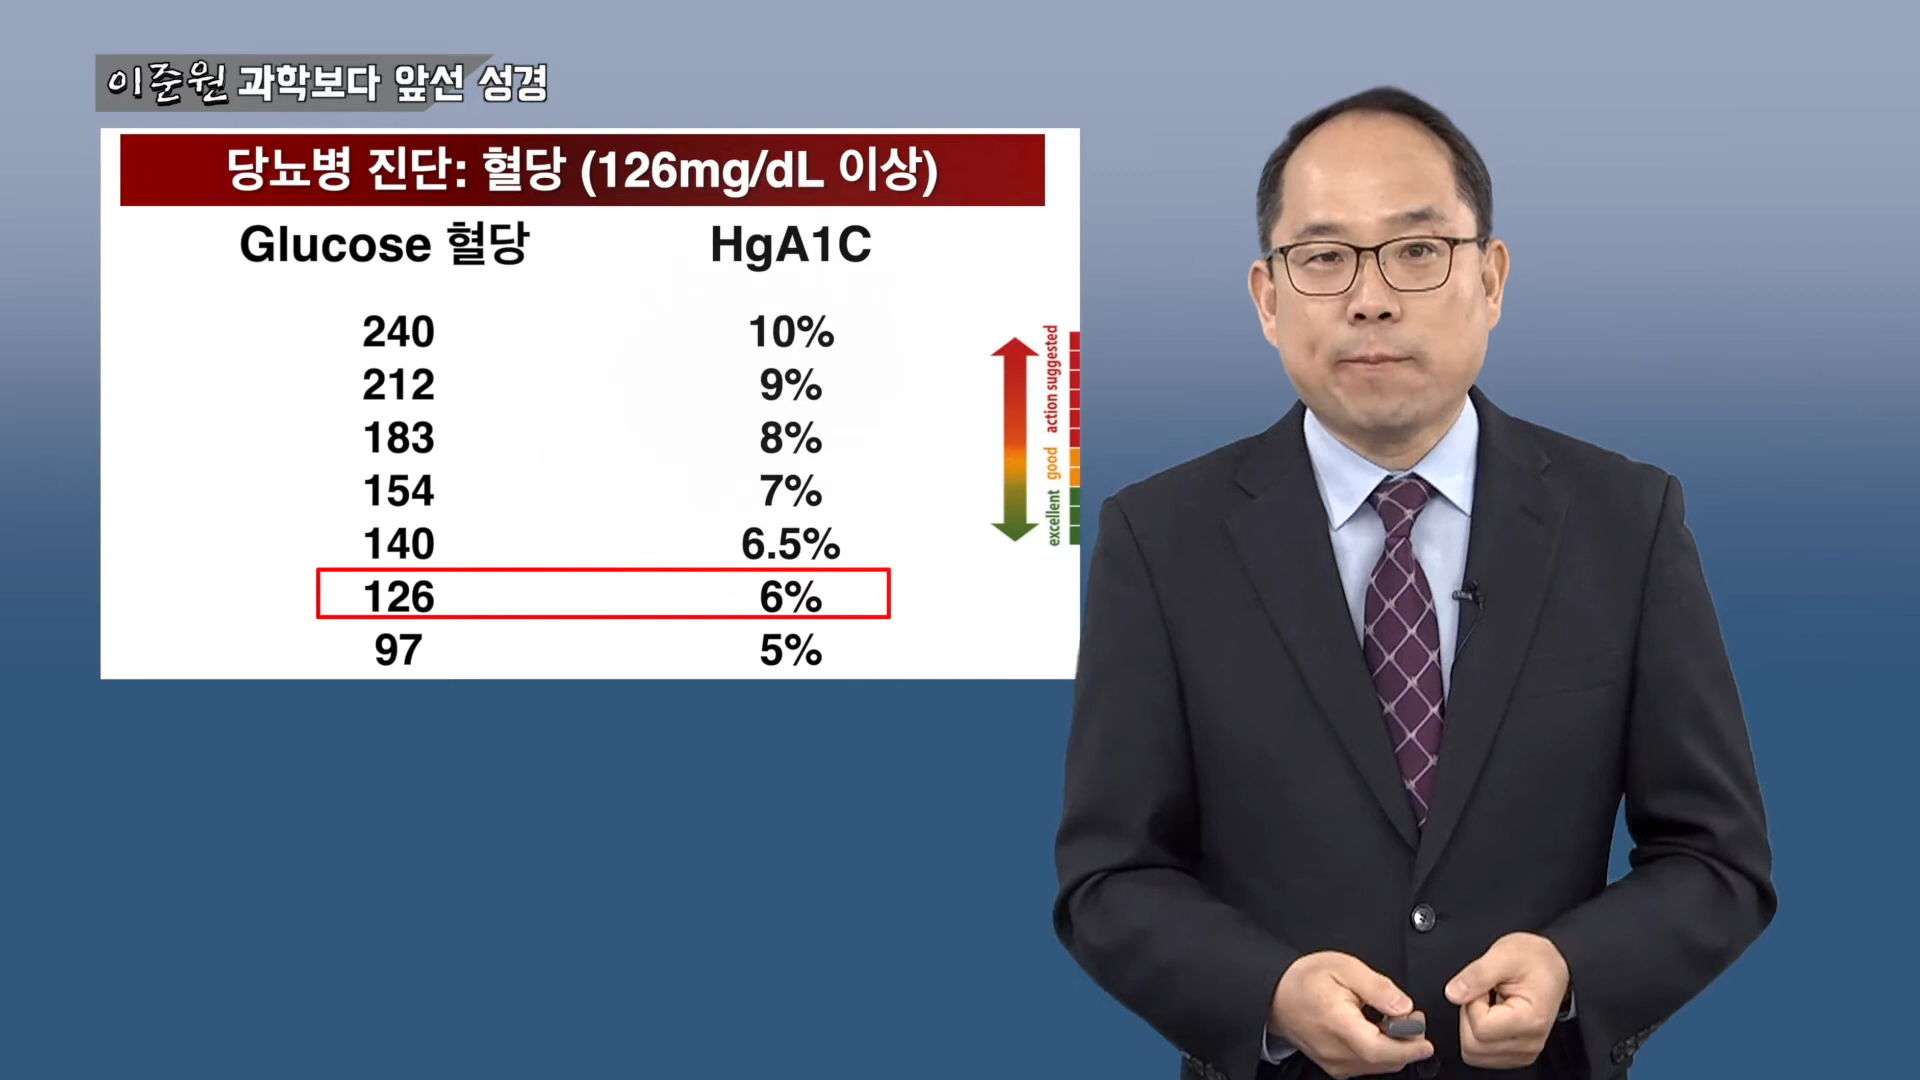 이준원 과학보다 앞선 성경
당뇨병 진단: 혈당 (126mg/dL 이상)
Glucose 혈당 HgA1C
240 10%
212 9%
183 8%
154 7%
140 6.5%
126 6%
97 5%
action suggested
good
excellent